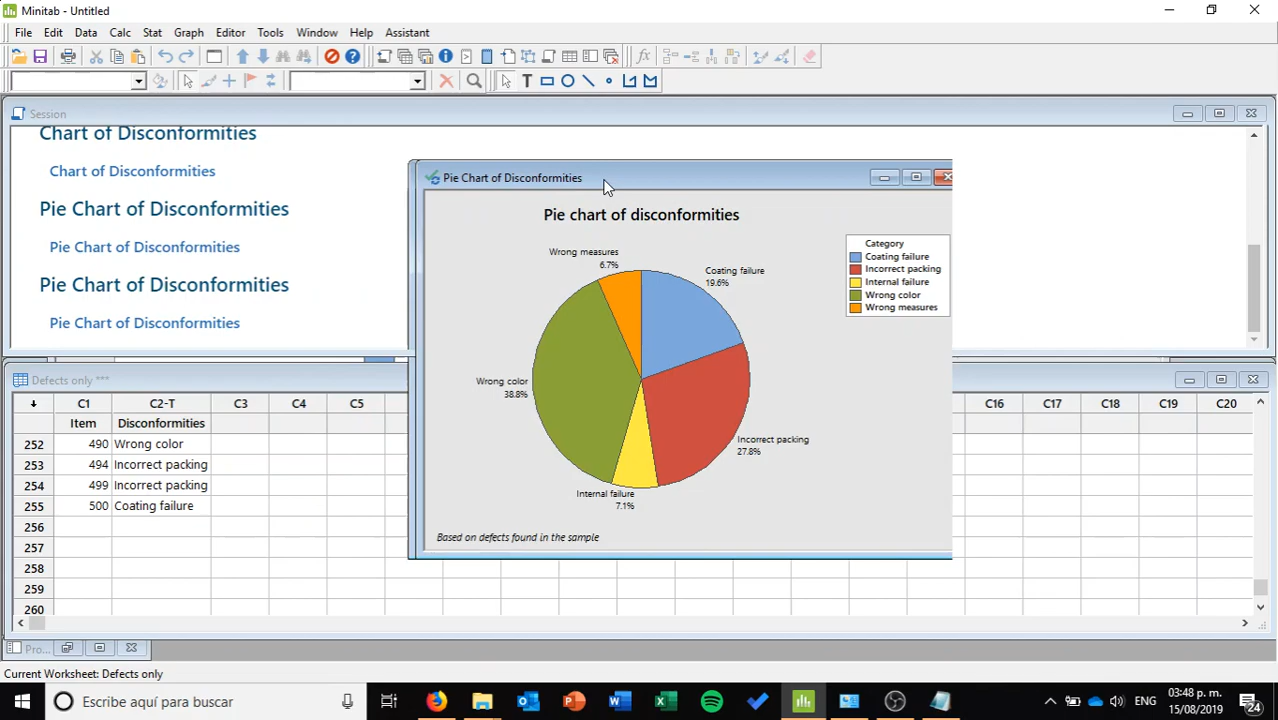 Minitab - Untitled
File Edit Data Calc Stat Graph Editor Tools Window Help Assistant
Session
Chart of Disconformities
Chart of Disconformities
Pie Chart of Disconformities
Pie Chart of Disconformities
Pie Chart of Disconformities
Pie Chart of Disconformities
Pie Chart of Disconformities
Pie chart of disconformities
Wrong measures
6.7%
Coating failure
19.6%
Wrong color
38.8%
Incorrect packing
27.8%
Internal failure
7.1%
Category
Coating failure
Incorrect packing
Internal failure
Wrong color
Wrong measures
Based on defects found in the sample
Defects only ***
C1 C2-T C3 C4 C5 C16 C17 C18 C19 C20
Item Disconformities
252 490 Wrong color
253 494 Incorrect packing
254 499 Incorrect packing
255 500 Coating failure
256
257
258
259
260
Pro...
Current Worksheet: Defects only
Escribe aquí para buscar
ENG
03:48 p. m.
15/08/2019
24